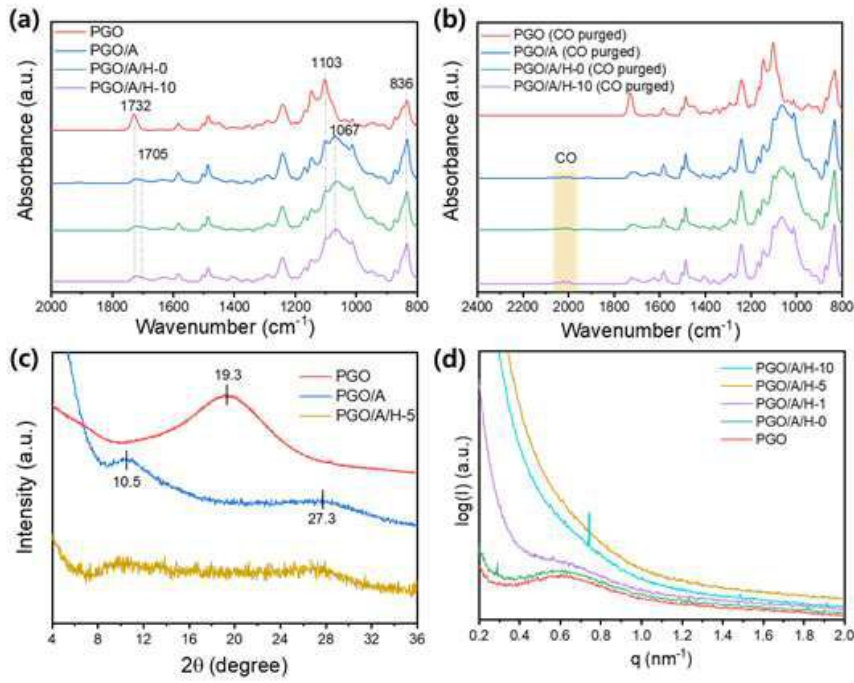 (a)
PGO
PGO/A
PGO/A/H-0
PGO/A/H-10
1103
836
1732
1705
1067
Absorbance (a.u.)
2000 1800 1600 1400 1200 1000 800
Wavenumber (cm-1)
(b)
PGO (CO purged)
PGO/A (CO purged)
PGO/A/H-0 (CO purged)
PGO/A/H-10 (CO purged)
CO
Absorbance (a.u.)
2400 2200 2000 1800 1600 1400 1200 1000 800
Wavenumber (cm-1)
(c)
19.3
PGO
PGO/A
PGO/A/H-5
10.5
27.3
Intensity (a.u.)
4 8 12 16 20 24 28 32 36
2θ (degree)
(d)
PGO/A/H-10
PGO/A/H-5
PGO/A/H-1
PGO/A/H-0
PGO
log(I) (a.u.)
0.2 0.4 0.6 0.8 1.0 1.2 1.4 1.6 1.8 2.0
q (nm-1)